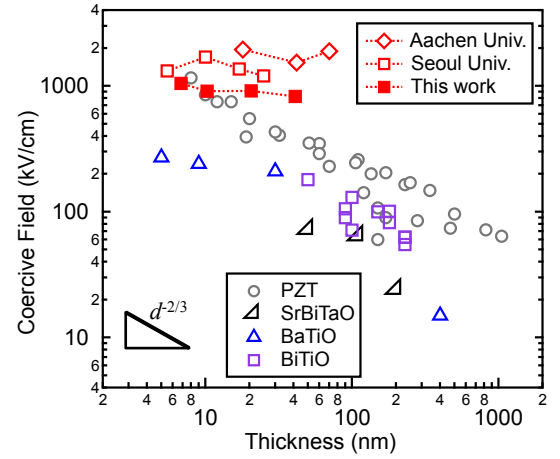 Coercive Field (kV/cm)
4
2
1000
6
4
2
100
6
4
2
10
6
4
Aachen Univ.
Seoul Univ.
This work
PZT
SrBiTaO
BaTiO
BiTiO
d-2/3
2 4 6 8 10 2 4 6 8 100 2 4 6 8 1000 2
Thickness (nm)